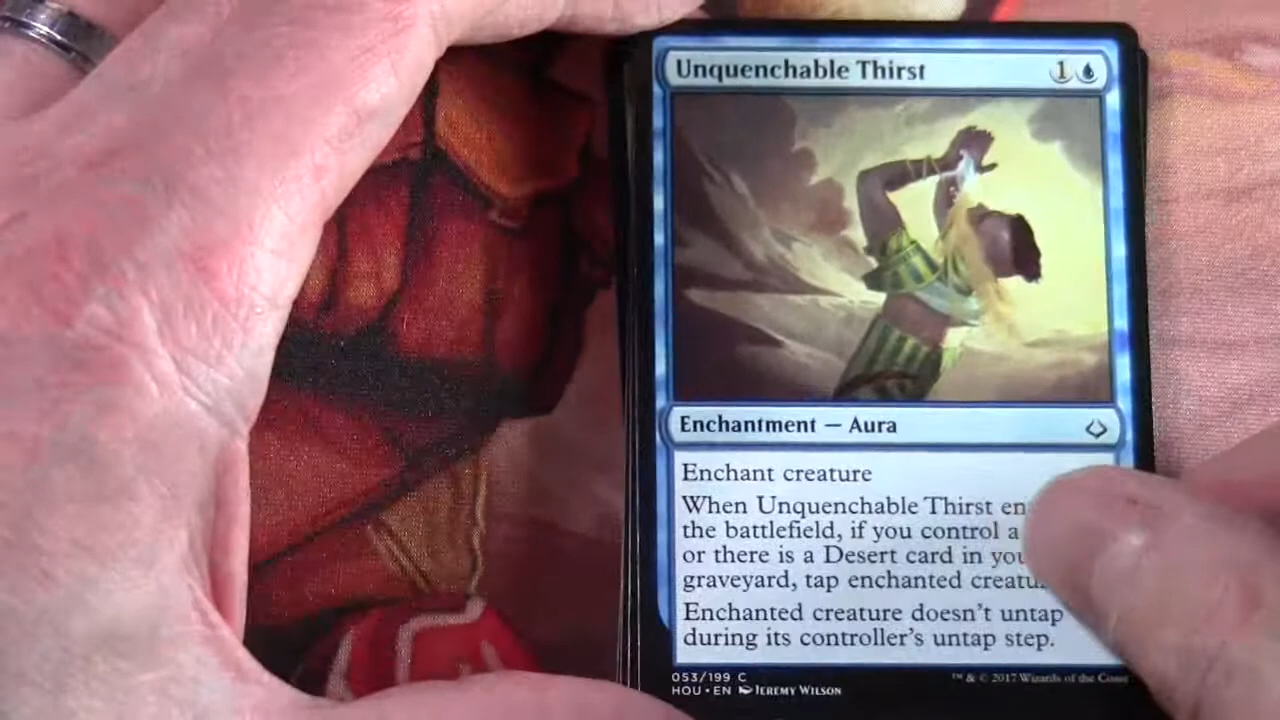 Unquenchable Thirst 1
Enchantment — Aura
Enchant creature
When Unquenchable Thirst en
the battlefield, if you control a
or there is a Desert card in you
graveyard, tap enchanted creatu
Enchanted creature doesn't untap
during its controller's untap step.
053/199 C
HOU • EN JEREMY WILSON
™ & © 2017 Wizards of the Coast